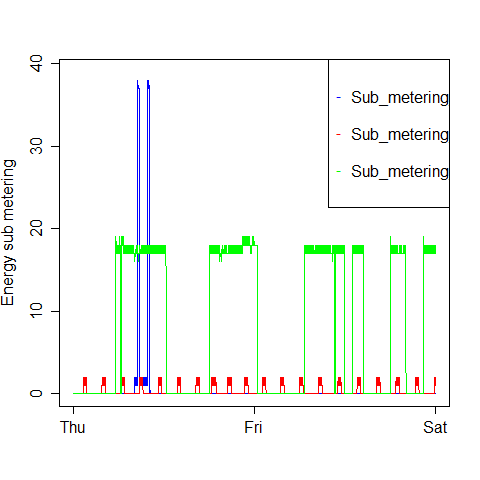 40
30
20
10
0
Energy sub metering
Sub_metering
Sub_metering
Sub_metering
Thu Fri Sat